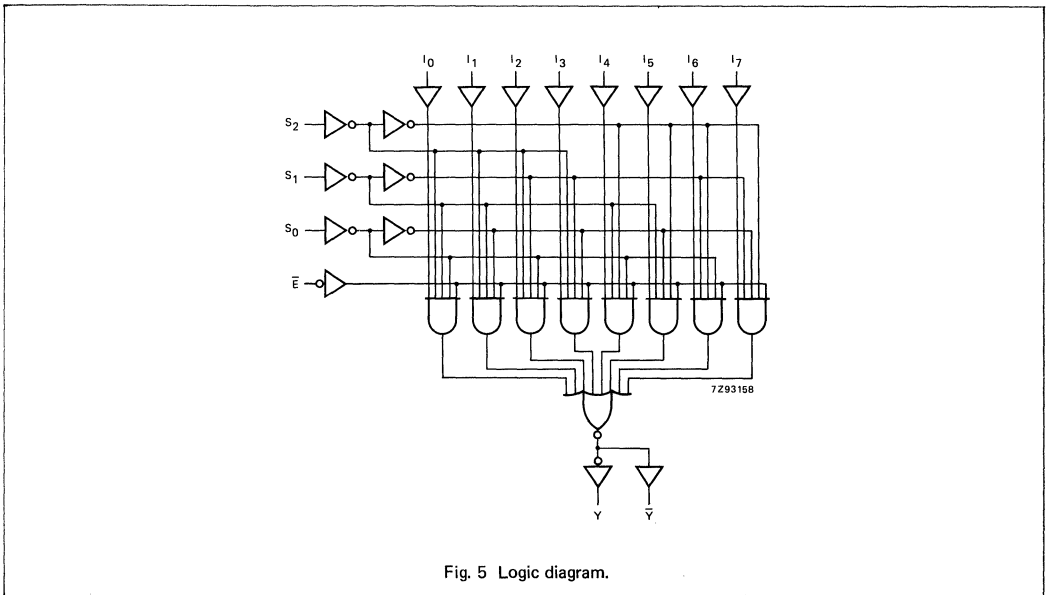 I0 I1 I2 I3 I4 I5 I6 I7
S2
S1
S0
E̅
7Z93158
Y Y̅
Fig. 5 Logic diagram.